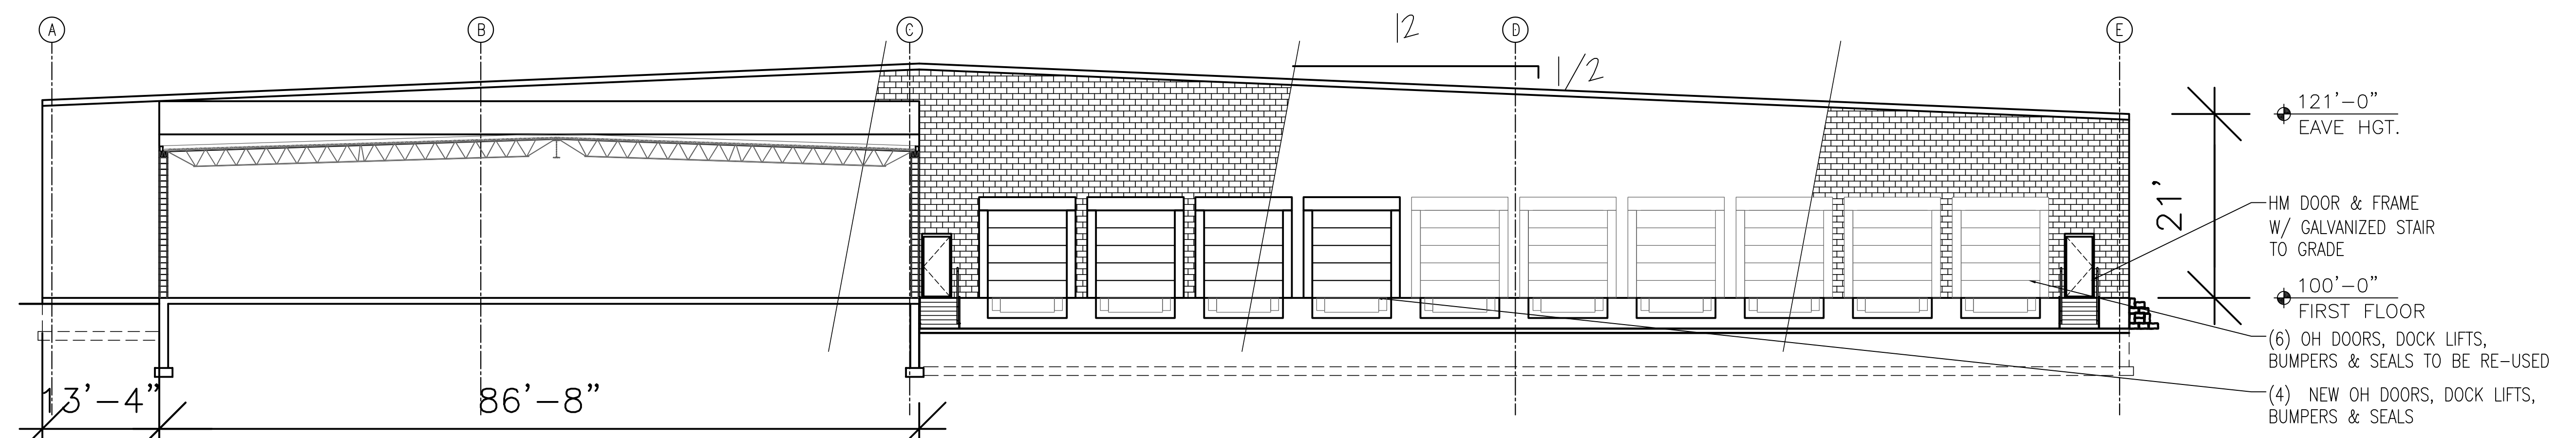 A
B
C
D
E
12
1/2
121'-0"
EAVE HGT.
21'
HM DOOR & FRAME
W/ GALVANIZED STAIR
TO GRADE
100'-0"
FIRST FLOOR
(6) OH DOORS, DOCK LIFTS,
BUMPERS & SEALS TO BE RE-USED
(4) NEW OH DOORS, DOCK LIFTS,
BUMPERS & SEALS
13'-4"
86'-8"